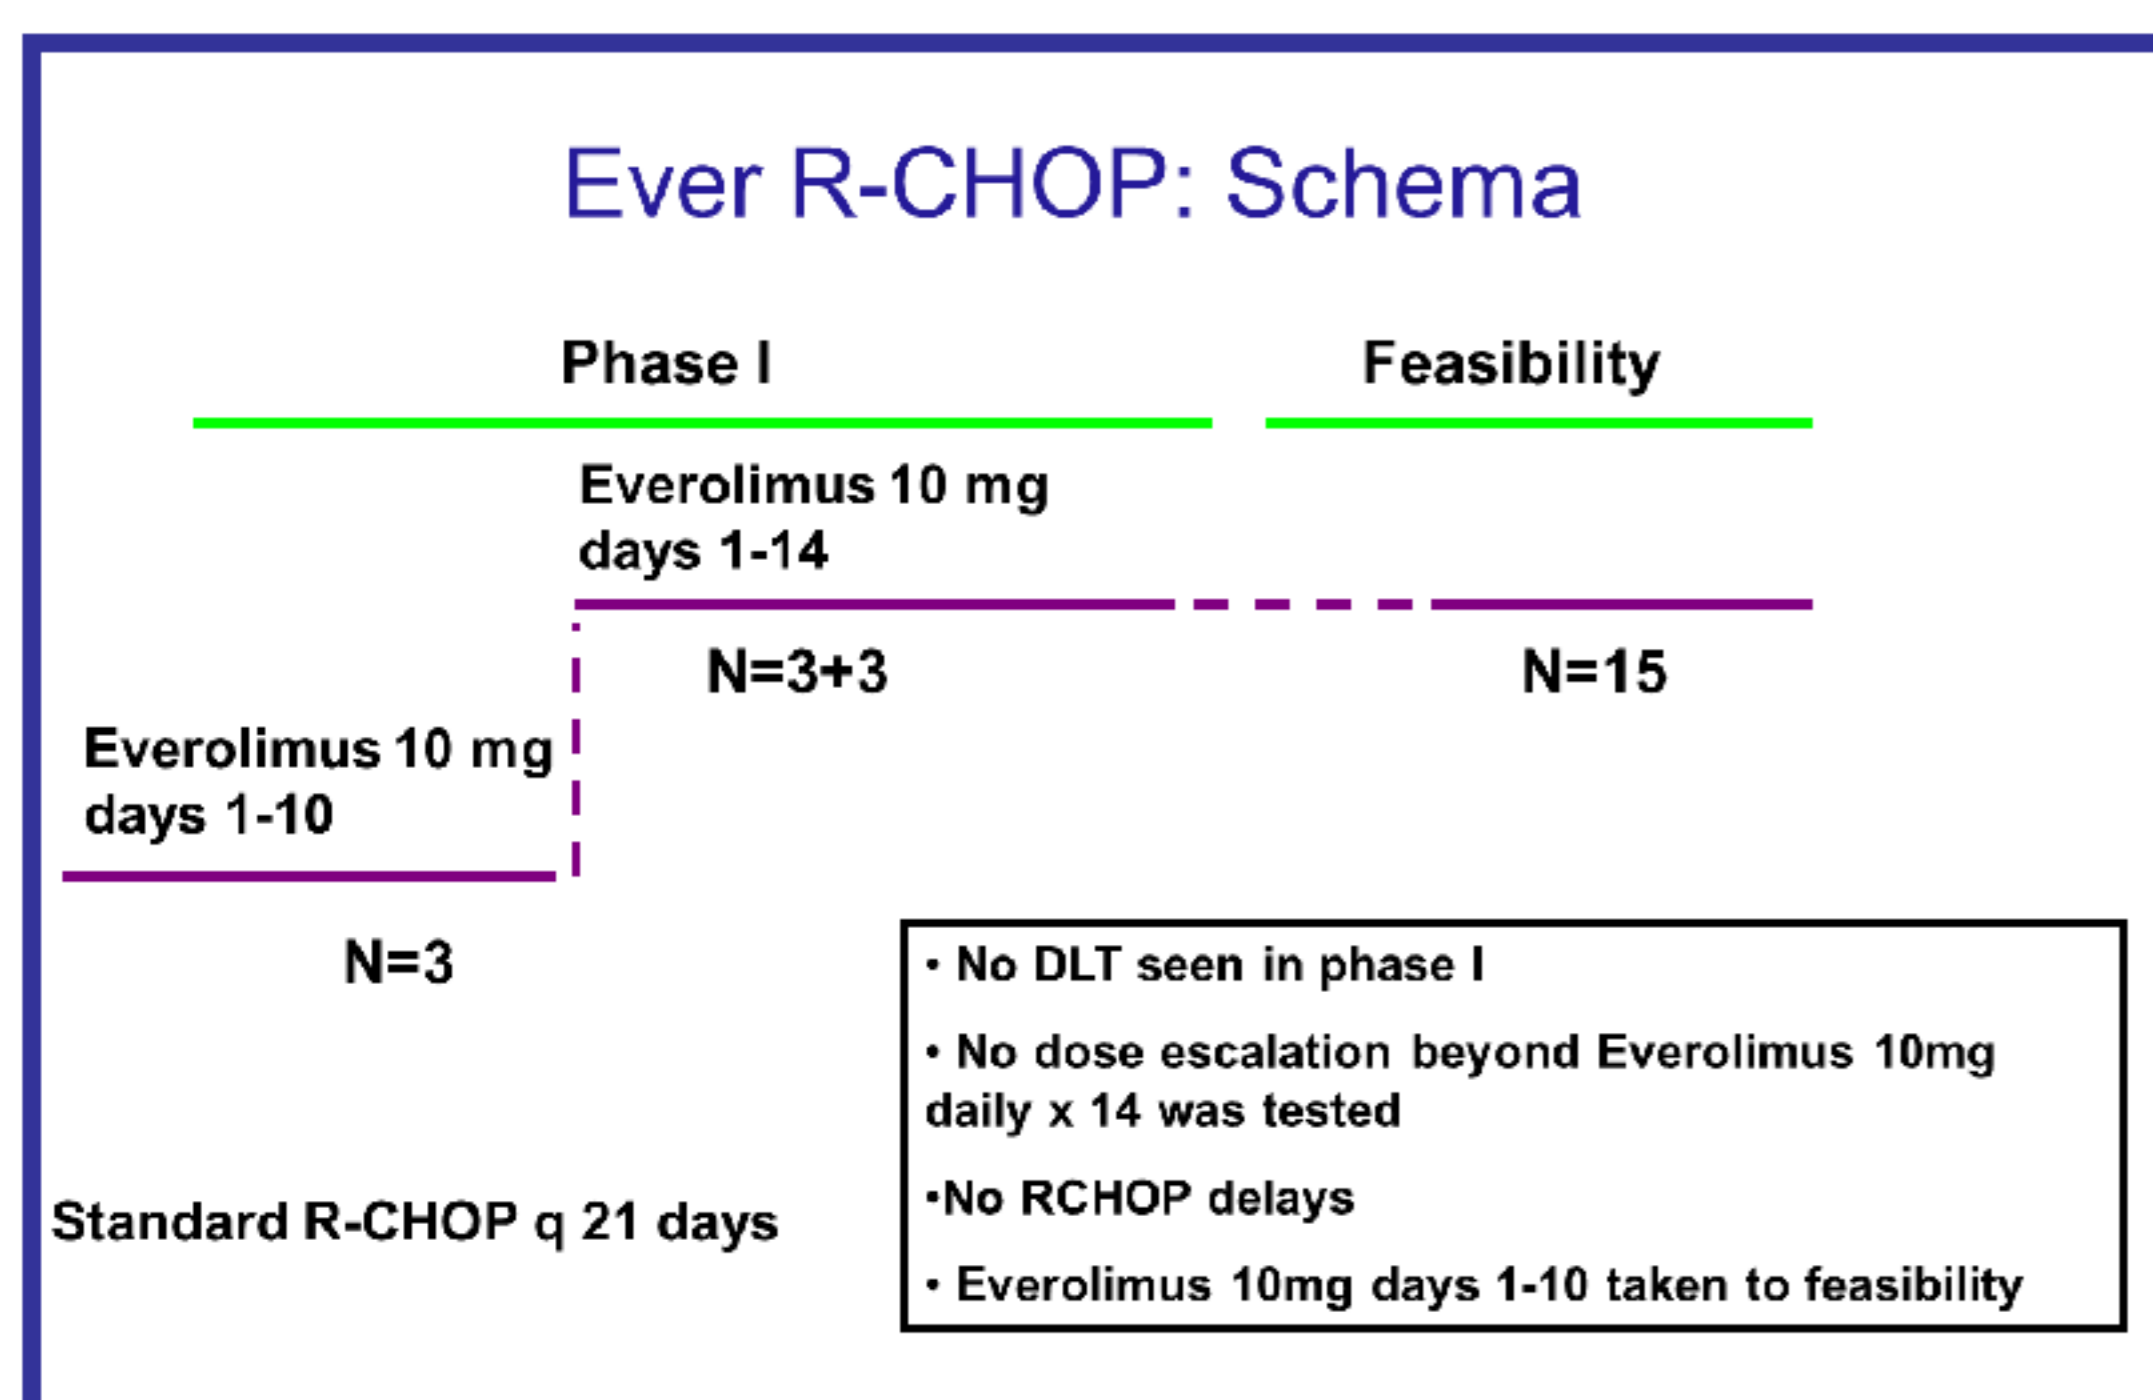 Ever R-CHOP: Schema
Phase I
Feasibility
Everolimus 10 mg
days 1-14
N=3+3
N=15
Everolimus 10 mg
days 1-10
N=3
• No DLT seen in phase I
• No dose escalation beyond Everolimus 10mg
daily x 14 was tested
•No RCHOP delays
• Everolimus 10mg days 1-10 taken to feasibility
Standard R-CHOP q 21 days